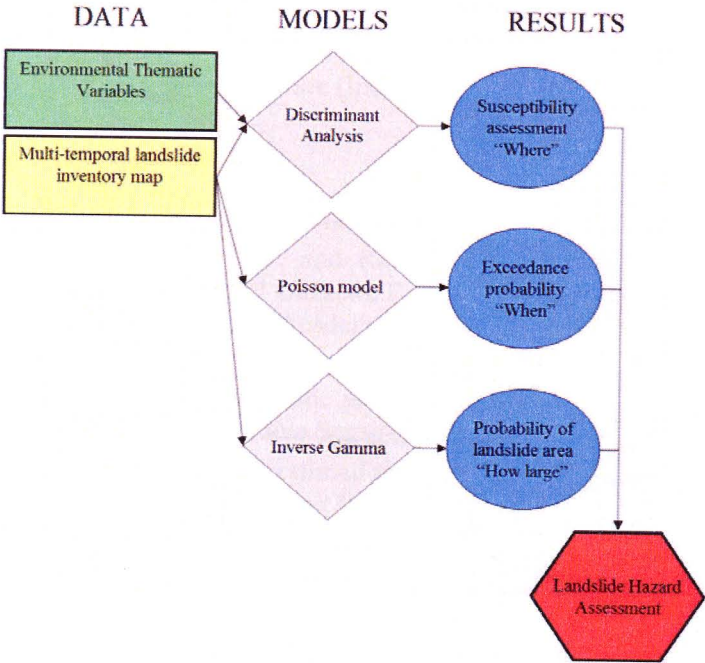 DATA
MODELS
RESULTS
Environmental Thematic
Variables
Multi-temporal landslide
inventory map
Discriminant
Analysis
Susceptibility
assessment
“Where”
Poisson model
Exceedance
probability
“When”
Inverse Gamma
Probability of
landslide area
“How large”
Landslide Hazard
Assessment